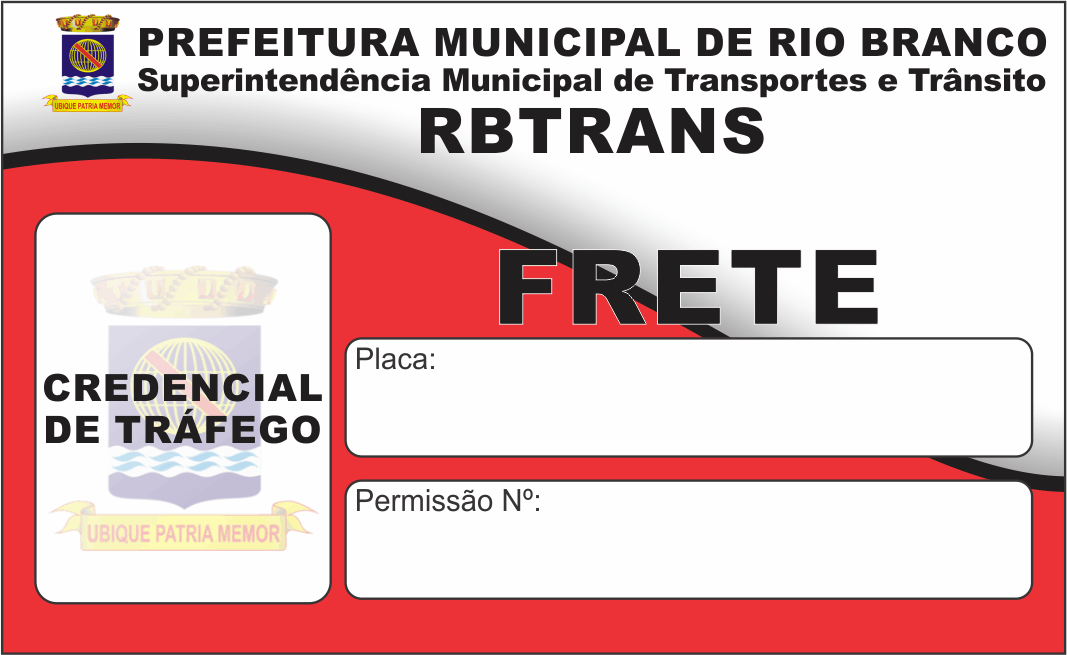 PREFEITURA MUNICIPAL DE RIO BRANCO
Superintendência Municipal de Transportes e Trânsito
RBTRANS
UBIQUE PATRIA MEMOR
FRETE
CREDENCIAL
DE TRÁFEGO
UBIQUE PATRIA MEMOR
Placa:
Permissão Nº: